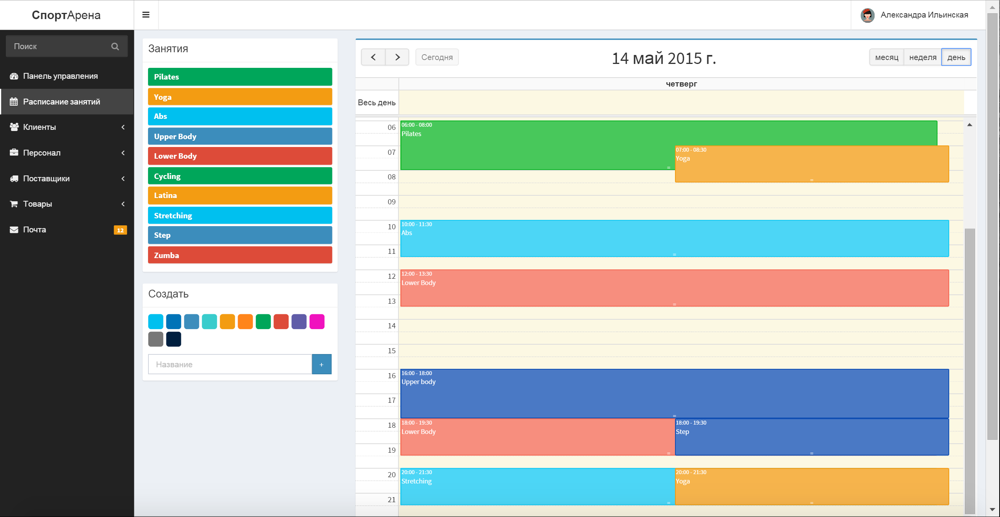 СпортАрена
Александра Ильинская
Поиск
Панель управления
Расписание занятий
Клиенты
Персонал
Поставщики
Товары
Почта 12
Занятия
Pilates
Yoga
Abs
Upper Body
Lower Body
Cycling
Latina
Stretching
Step
Zumba
Создать
Название +
Сегодня
14 май 2015 г.
месяц неделя день
четверг
Весь день
06
07
08
09
10
11
12
13
14
15
16
17
18
19
20
21
06:00 - 08:00
Pilates
07:00 - 08:30
Yoga
10:00 - 11:30
Abs
12:00 - 13:30
Lower Body
16:00 - 18:00
Upper body
18:00 - 19:30
Lower Body
18:00 - 19:30
Step
20:00 - 21:30
Stretching
20:00 - 21:30
Yoga